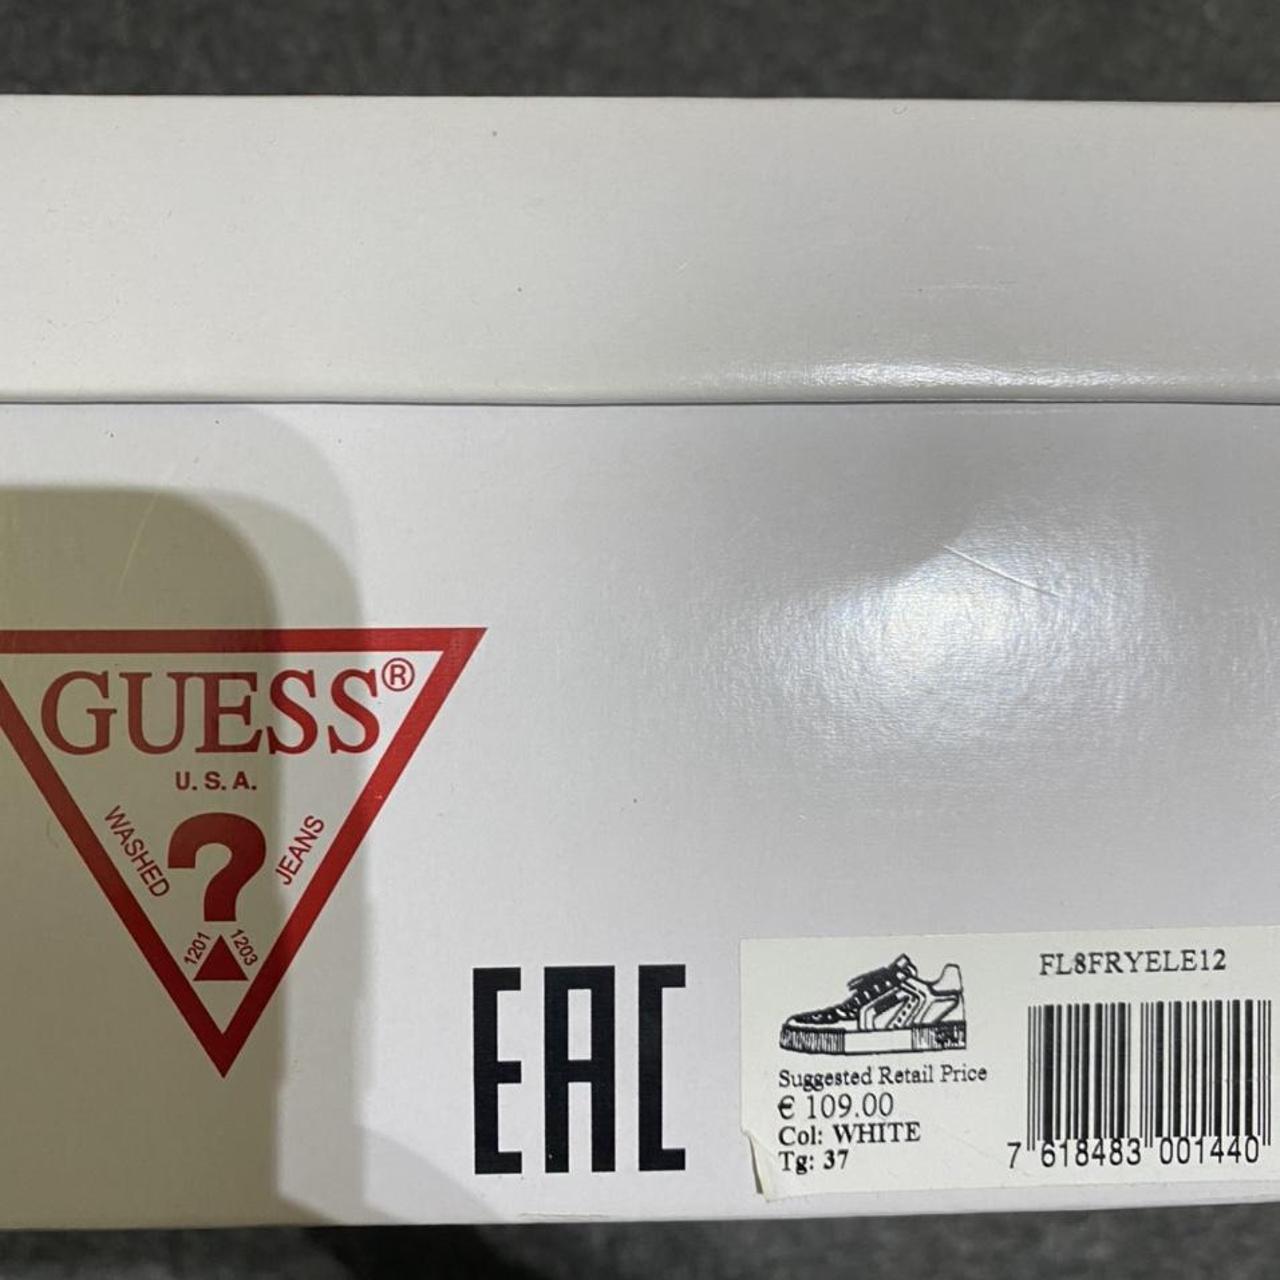 GUESS®
U.S.A.
WASHED
?
JEANS
1201
1203
EAC
FL8FRYELE12
Suggested Retail Price
€ 109.00
Col: WHITE
Tg: 37
7 618483 001440